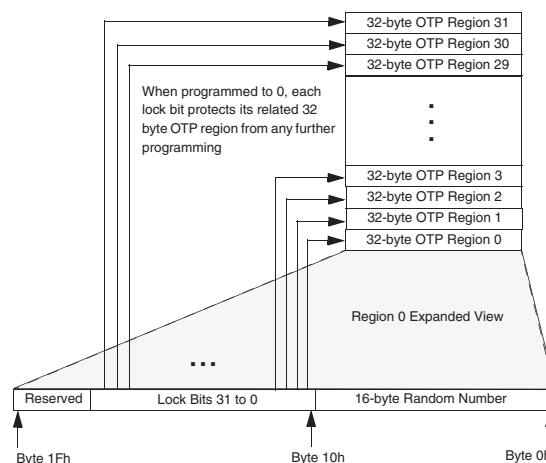 32-byte OTP Region 31
32-byte OTP Region 30
32-byte OTP Region 29
When programmed to 0, each
lock bit protects its related 32
byte OTP region from any further
programming
32-byte OTP Region 3
32-byte OTP Region 2
32-byte OTP Region 1
32-byte OTP Region 0
Region 0 Expanded View
...
Reserved
Lock Bits 31 to 0
16-byte Random Number
Byte 1Fh
Byte 10h
Byte 0h